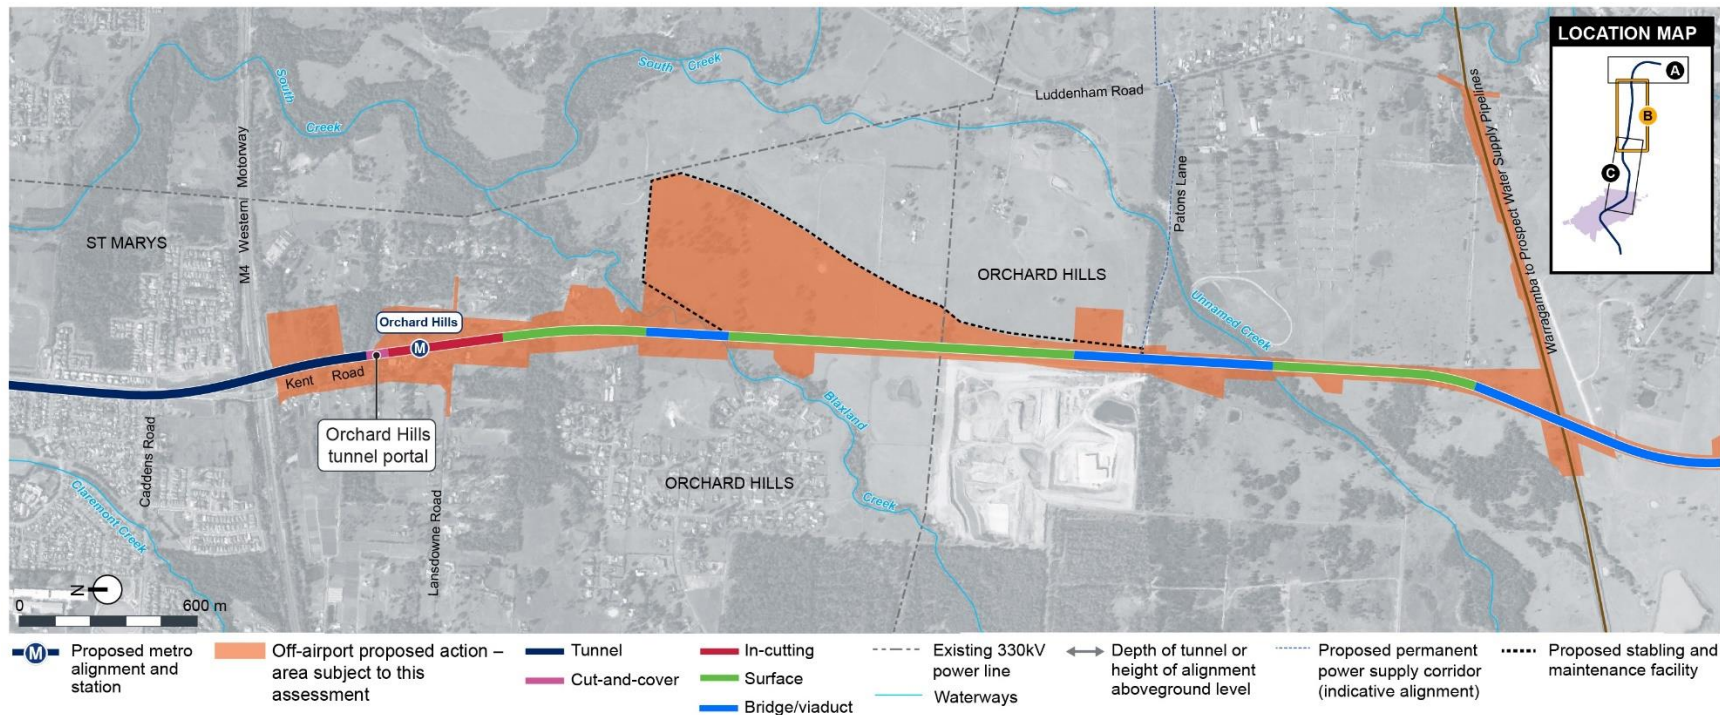 LOCATION MAP
A
B
C
South
Creek
South Creek
Luddenham Road
Warragamba to Prospect Water Supply Pipelines
M4 Western Motorway
Patons Lane
ST MARYS
ORCHARD HILLS
Unnamed Creek
Orchard Hills
M
Kent Road
Orchard Hills
tunnel portal
Blaxland
Creek
Caddens Road
Claremont Creek
Lansdowne Road
ORCHARD HILLS
N
0 600 m
M
Proposed metro
alignment and
station
Off-airport proposed action –
area subject to this
assessment
Tunnel
Cut-and-cover
In-cutting
Surface
Bridge/viaduct
Existing 330kV
power line
Waterways
Depth of tunnel or
height of alignment
aboveground level
Proposed permanent
power supply corridor
(indicative alignment)
Proposed stabling and
maintenance facility